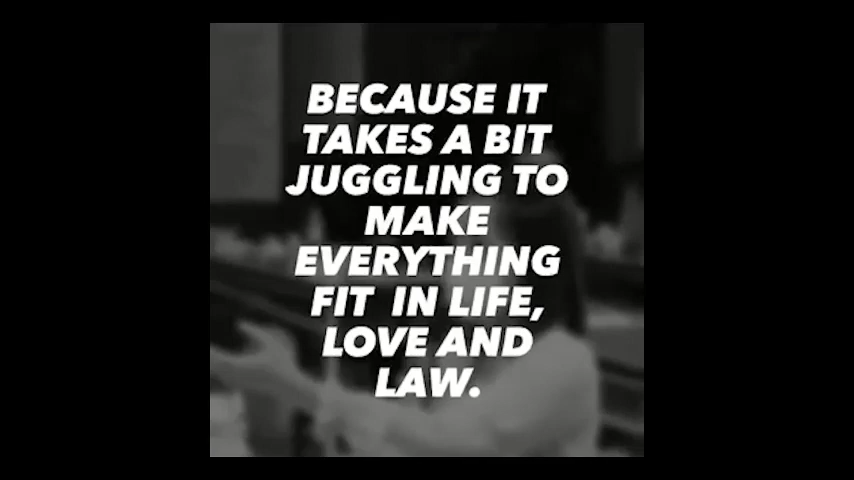 BECAUSE IT
TAKES A BIT
JUGGLING TO
MAKE
EVERYTHING
FIT IN LIFE,
LOVE AND
LAW.